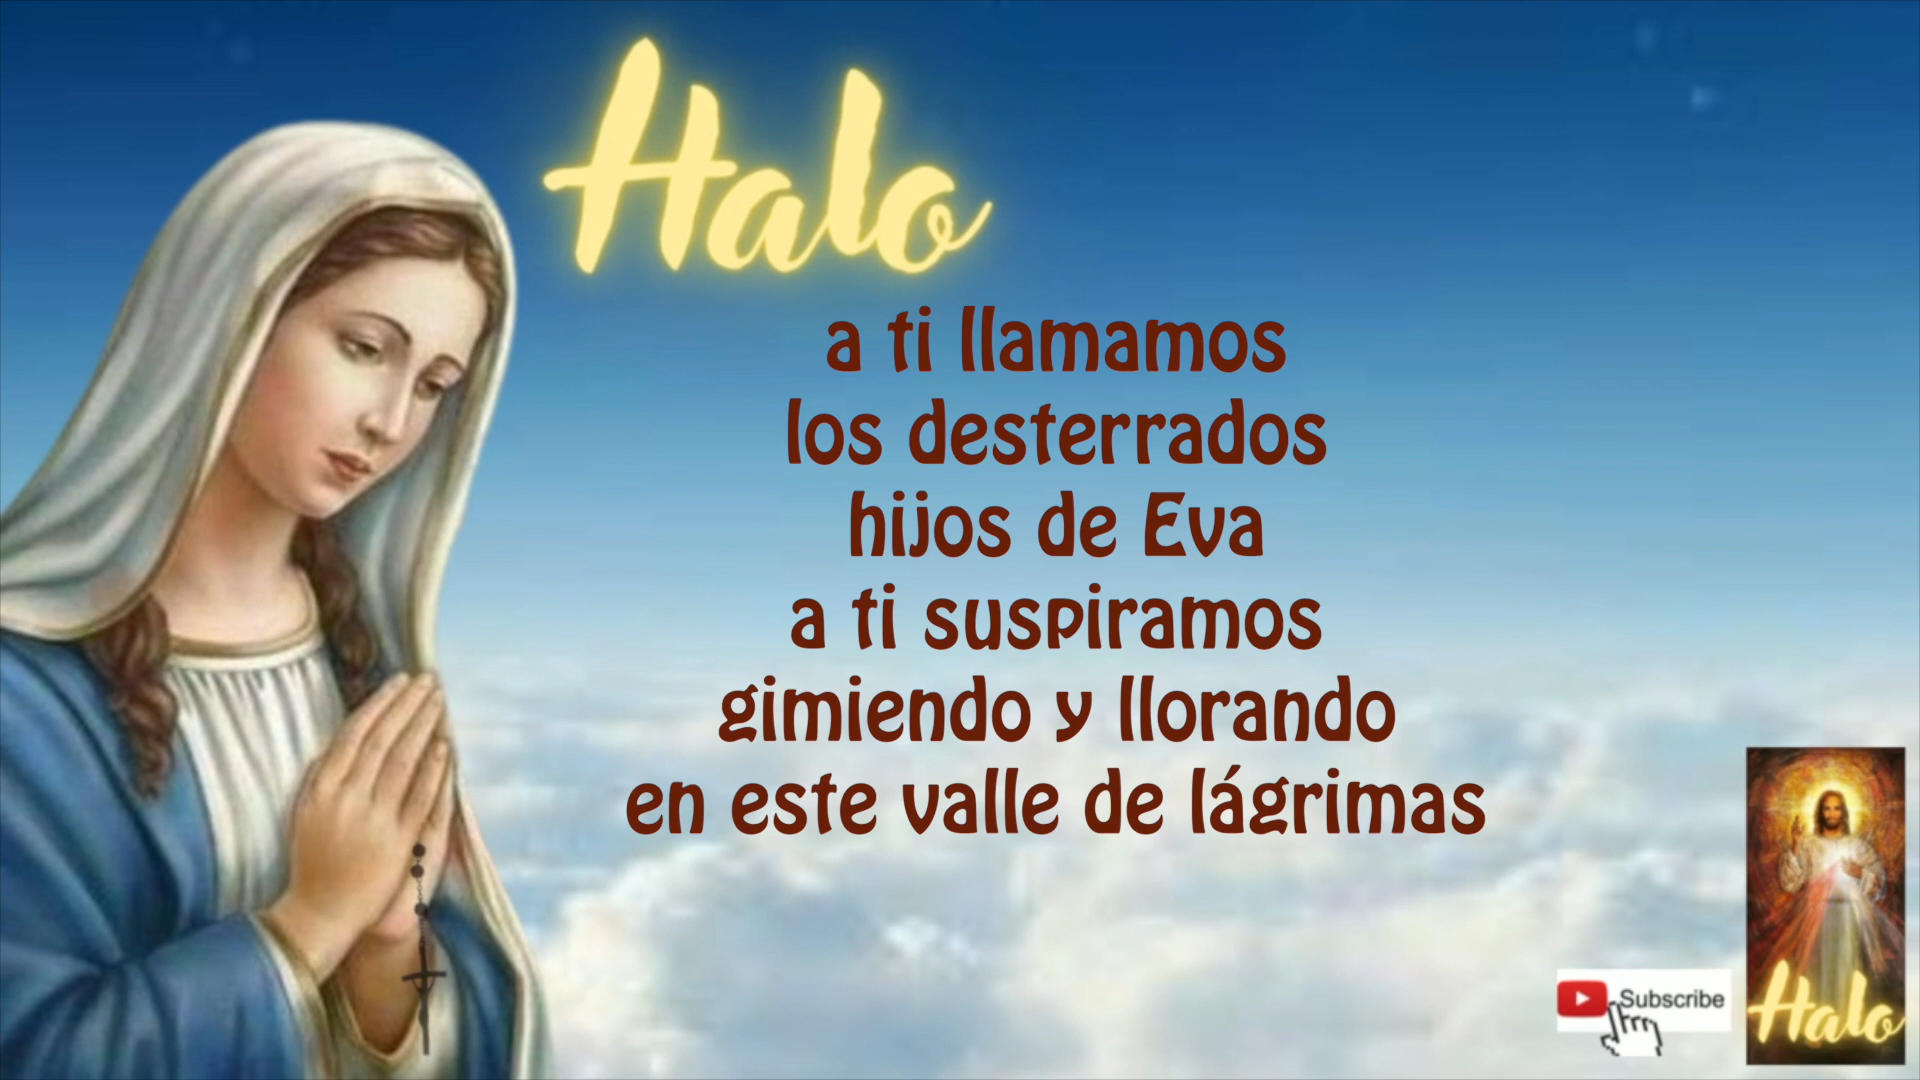 Halo
a ti llamamos
los desterrados
hijos de Eva
a ti suspiramos
gimiendo y llorando
en este valle de lágrimas
Subscribe
Halo